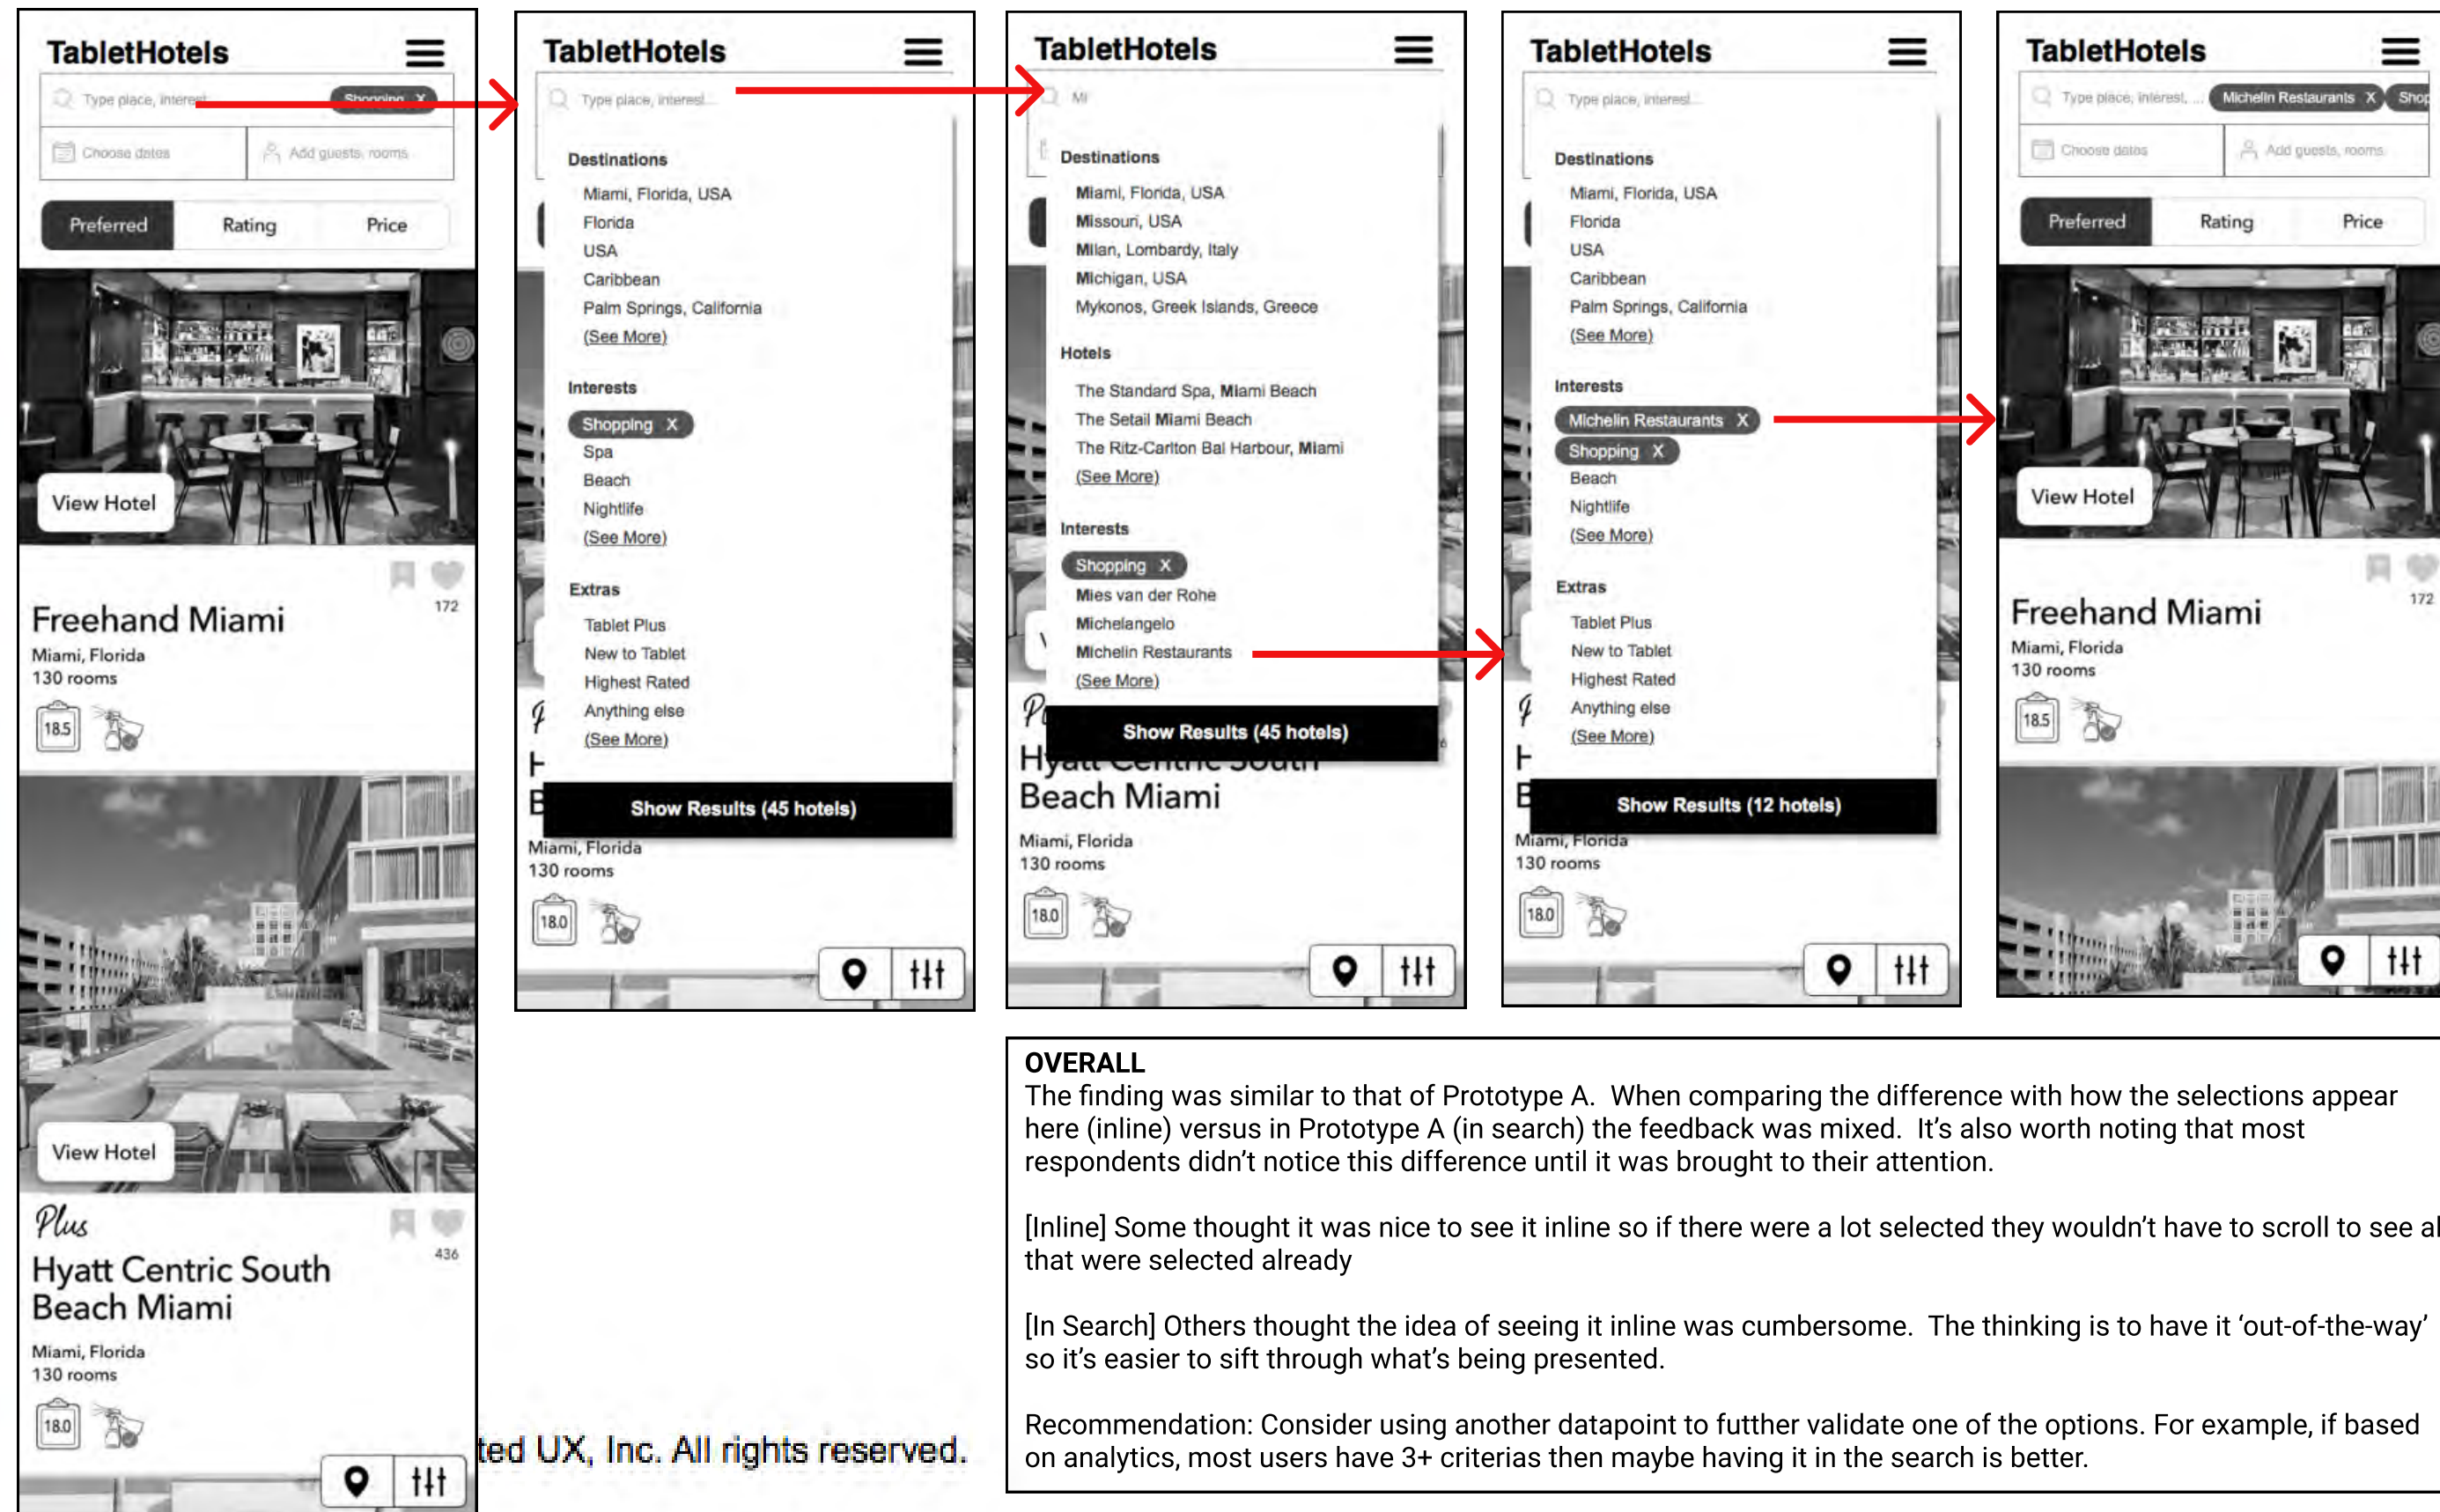 TabletHotels
Type place, interest
Shopping X
Choose dates
Add guests, rooms
Preferred
Rating
Price
View Hotel
Freehand Miami
172
Miami, Florida
130 rooms
18.5
View Hotel
Plus
436
Hyatt Centric South
Beach Miami
Miami, Florida
130 rooms
18.0
TabletHotels
Type place, interest...
Destinations
Miami, Florida, USA
Florida
USA
Caribbean
Palm Springs, California
(See More)
Interests
Shopping X
Spa
Beach
Nightlife
(See More)
Extras
Tablet Plus
New to Tablet
Highest Rated
Anything else
(See More)
Show Results (45 hotels)
Miami, Florida
130 rooms
18.0
TabletHotels
MI
Destinations
Miami, Florida, USA
Missouri, USA
Milan, Lombardy, Italy
Michigan, USA
Mykonos, Greek Islands, Greece
Hotels
The Standard Spa, Miami Beach
The Setail Miami Beach
The Ritz-Carlton Bal Harbour, Miami
(See More)
Interests
Shopping X
Mies van der Rohe
Michelangelo
Michelin Restaurants
(See More)
Show Results (45 hotels)
Hyatt Centric South
Beach Miami
Miami, Florida
130 rooms
18.0
TabletHotels
Type place, interest...
Destinations
Miami, Florida, USA
Florida
USA
Caribbean
Palm Springs, California
(See More)
Interests
Michelin Restaurants X
Shopping X
Beach
Nightlife
(See More)
Extras
Tablet Plus
New to Tablet
Highest Rated
Anything else
(See More)
Show Results (12 hotels)
Miami, Florida
130 rooms
18.0
TabletHotels
Type place, interest, ...
Michelin Restaurants X
Shop
Choose dates
Add guests, rooms
Preferred
Rating
Price
View Hotel
172
Freehand Miami
Miami, Florida
130 rooms
18.5
OVERALL
The finding was similar to that of Prototype A. When comparing the difference with how the selections appear
here (inline) versus in Prototype A (in search) the feedback was mixed. It's also worth noting that most
respondents didn't notice this difference until it was brought to their attention.
[Inline] Some thought it was nice to see it inline so if there were a lot selected they wouldn't have to scroll to see al
that were selected already
[In Search] Others thought the idea of seeing it inline was cumbersome. The thinking is to have it 'out-of-the-way'
so it's easier to sift through what's being presented.
Recommendation: Consider using another datapoint to futther validate one of the options. For example, if based
on analytics, most users have 3+ criterias then maybe having it in the search is better.
ted UX, Inc. All rights reserved.